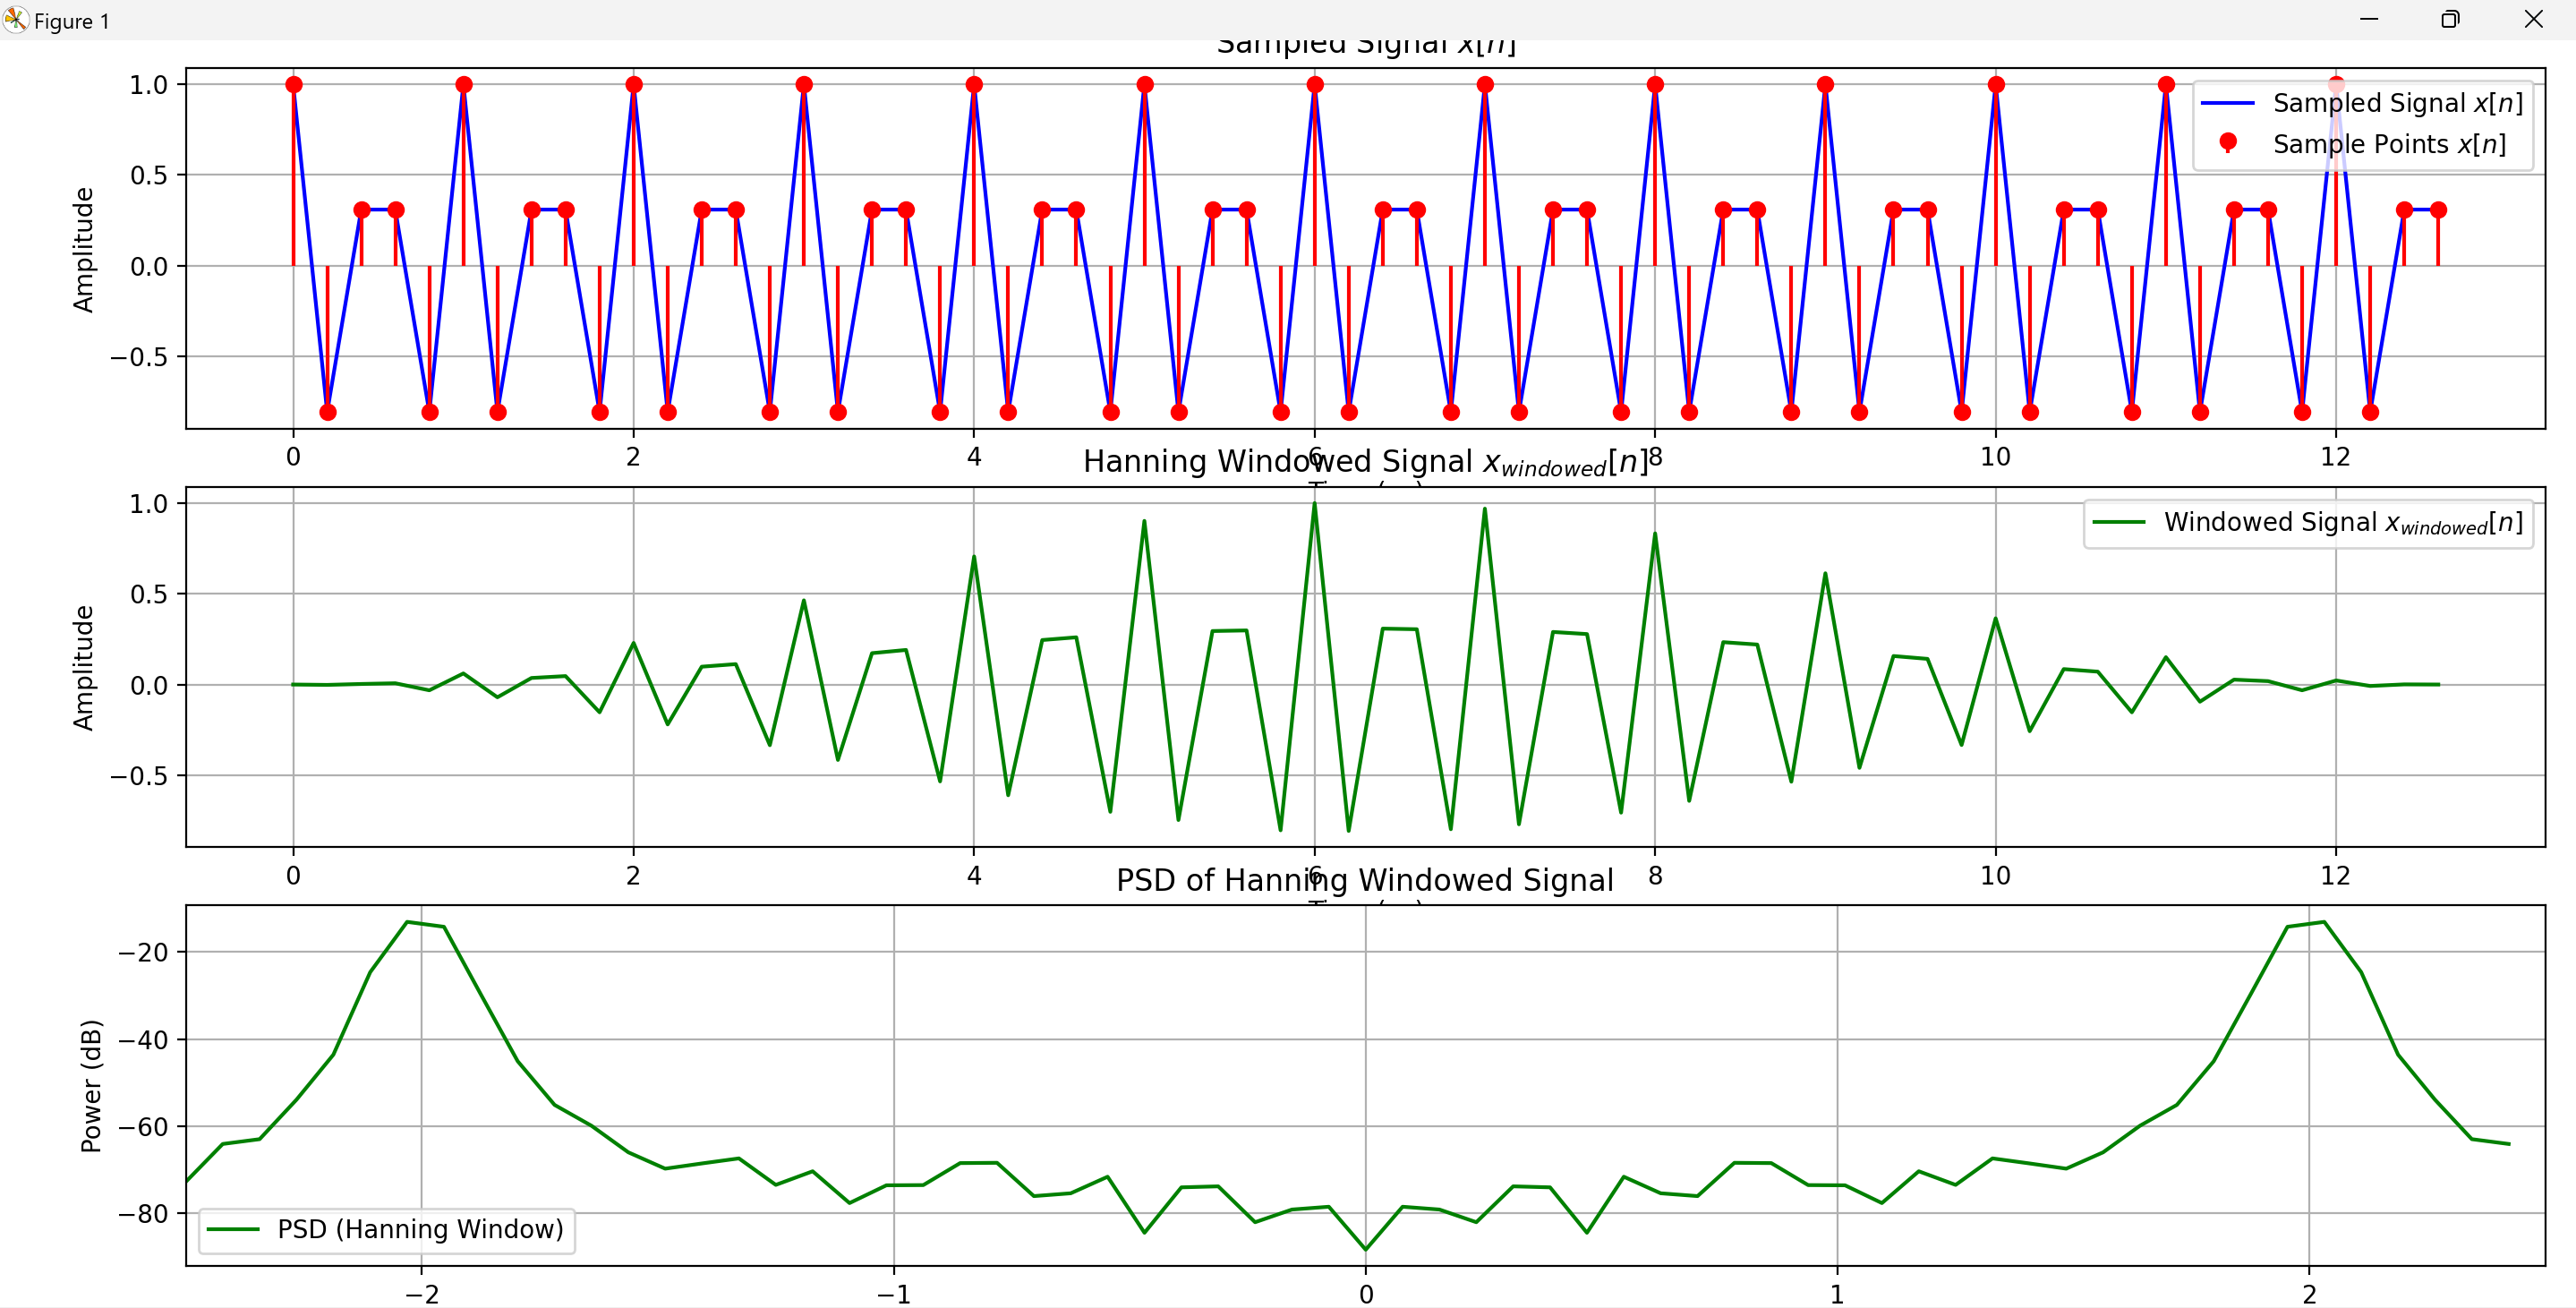 Figure 1
Sampled Signal x[n]
1.0
0.5
0.0
−0.5
Amplitude
Sampled Signal x[n]
Sample Points x[n]
0 2 4 6 8 10 12
Hanning Windowed Signal xwindowed[n]
1.0
0.5
0.0
−0.5
Amplitude
Windowed Signal xwindowed[n]
0 2 4 6 8 10 12
PSD of Hanning Windowed Signal
−20
−40
−60
−80
Power (dB)
PSD (Hanning Window)
−2 −1 0 1 2